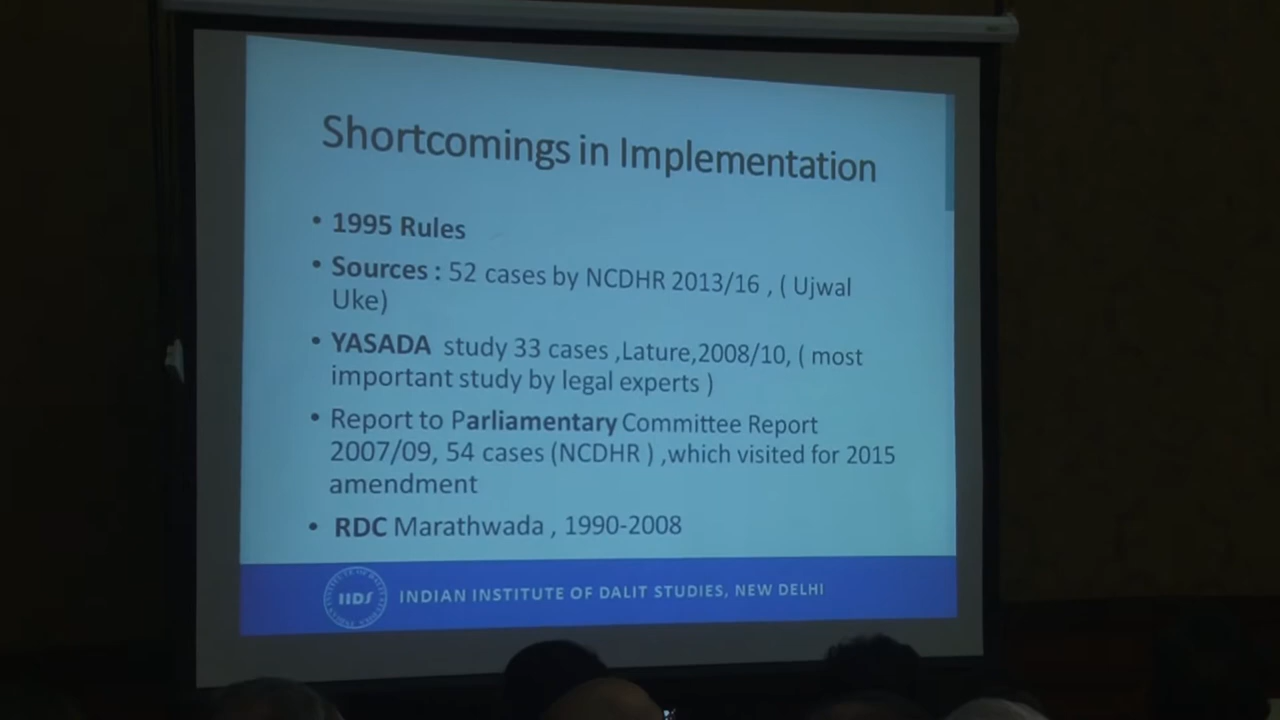 Shortcomings in Implementation
• 1995 Rules
• Sources : 52 cases by NCDHR 2013/16 , ( Ujwal
Uke)
• YASADA study 33 cases ,Lature,2008/10, ( most
important study by legal experts )
• Report to Parliamentary Committee Report
2007/09, 54 cases (NCDHR ) ,which visited for 2015
amendment
• RDC Marathwada , 1990-2008
IIDS
INDIAN INSTITUTE OF DALIT STUDIES, NEW DELHI